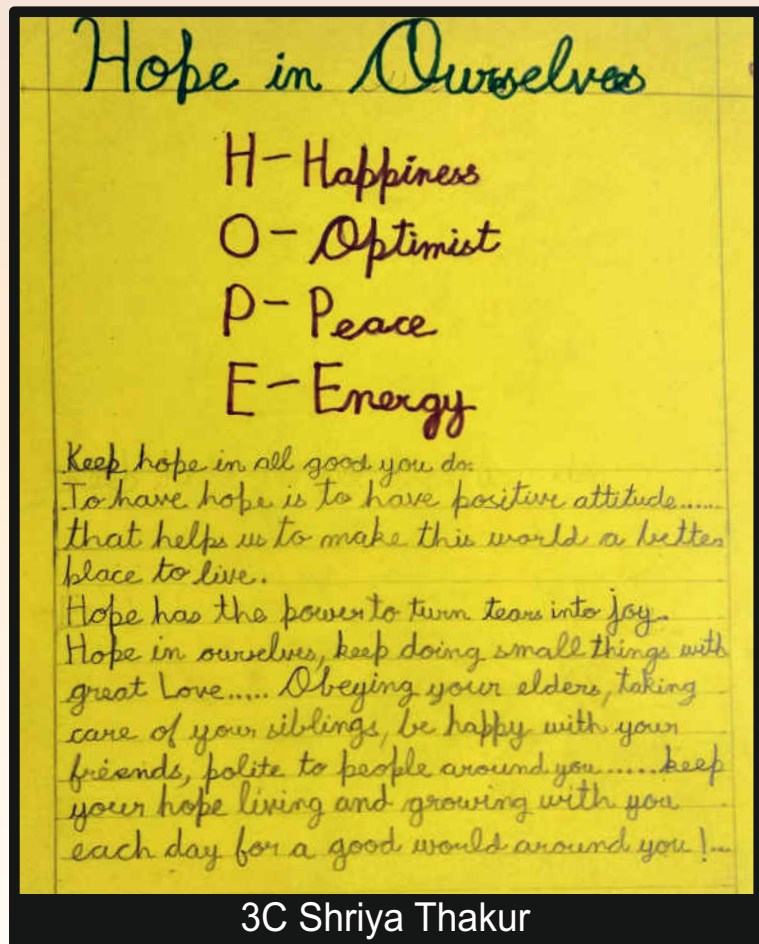 Hope in Ourselves
H - Happiness
O - Optimist
P - Peace
E - Energy
Keep hope in all good you do.
To have hope is to have positive attitude......
that helps us to make this world a better
place to live.
Hope has the power to turn tears into joy.
Hope in ourselves, keep doing small things with
great Love..... Obeying your elders, taking
care of your siblings, be happy with your
friends, polite to people around you......keep
your hope living and growing with you
each day for a good world around you!...
3C Shriya Thakur